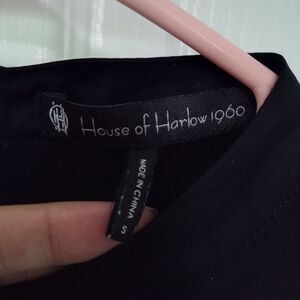 House of Harlow 1960
MADE IN CHINA
S